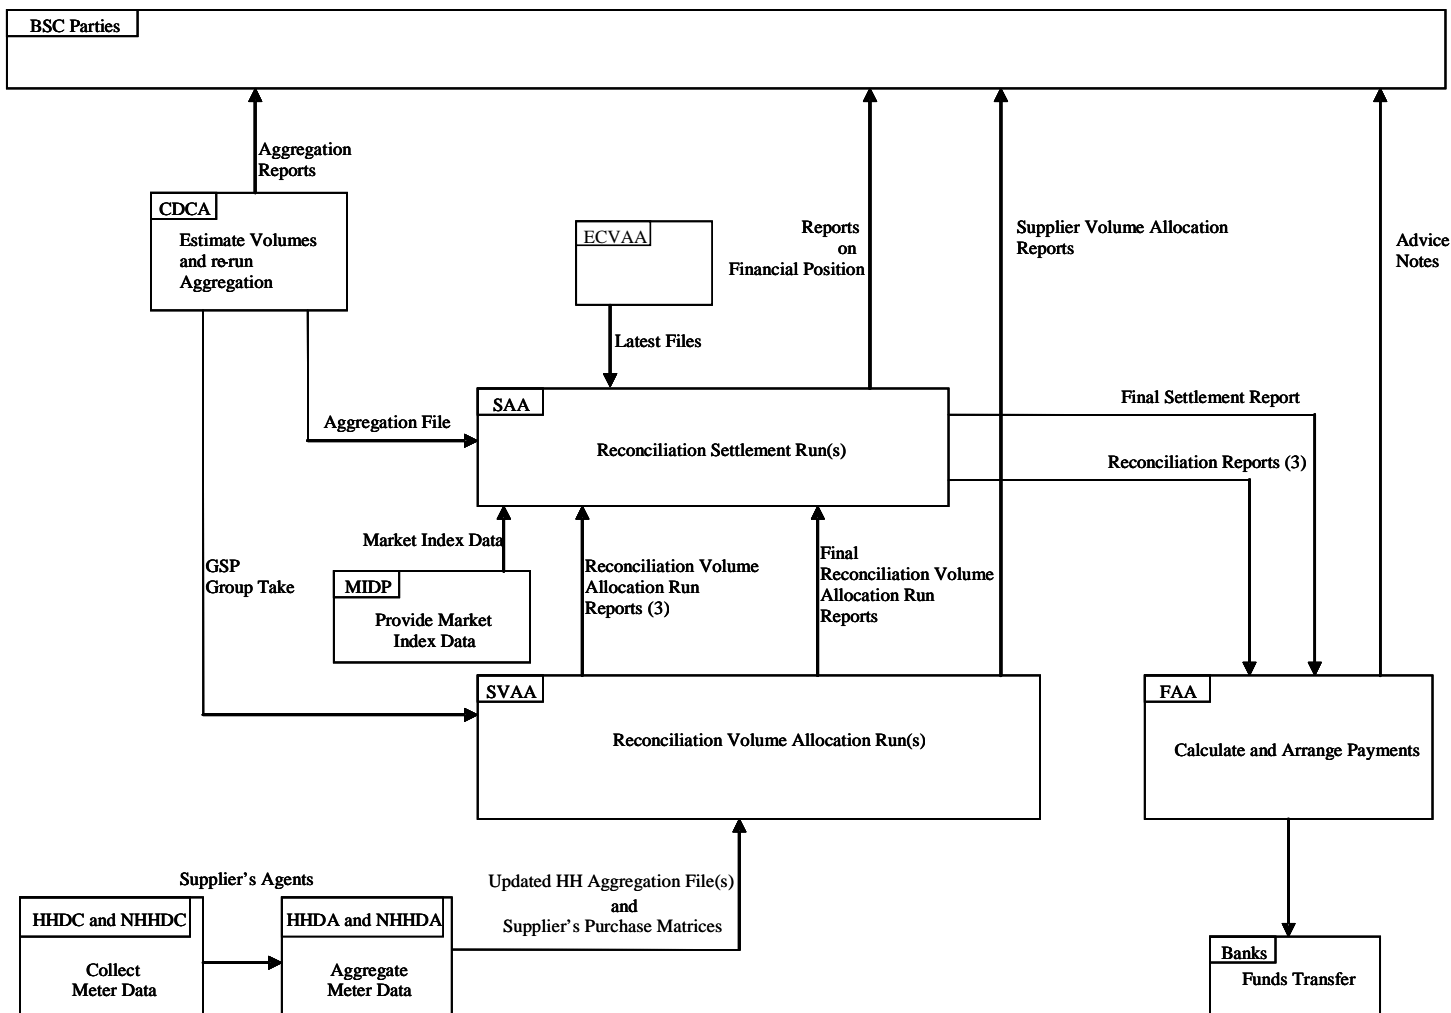 BSC Parties
Aggregation
Reports
CDCA
Estimate Volumes
and re-run
Aggregation
ECVAA
Latest Files
Reports
on
Financial Position
Supplier Volume Allocation
Reports
Advice
Notes
Aggregation File
SAA
Reconciliation Settlement Run(s)
Final Settlement Report
Reconciliation Reports (3)
Market Index Data
GSP
Group Take
MIDP
Provide Market
Index Data
Reconciliation Volume
Allocation Run
Reports (3)
Final
Reconciliation Volume
Allocation Run
Reports
SVAA
Reconciliation Volume Allocation Run(s)
FAA
Calculate and Arrange Payments
Supplier's Agents
HHDC and NHHDC
Collect
Meter Data
HHDA and NHHDA
Aggregate
Meter Data
Updated HH Aggregation File(s)
and
Supplier's Purchase Matrices
Banks
Funds Transfer